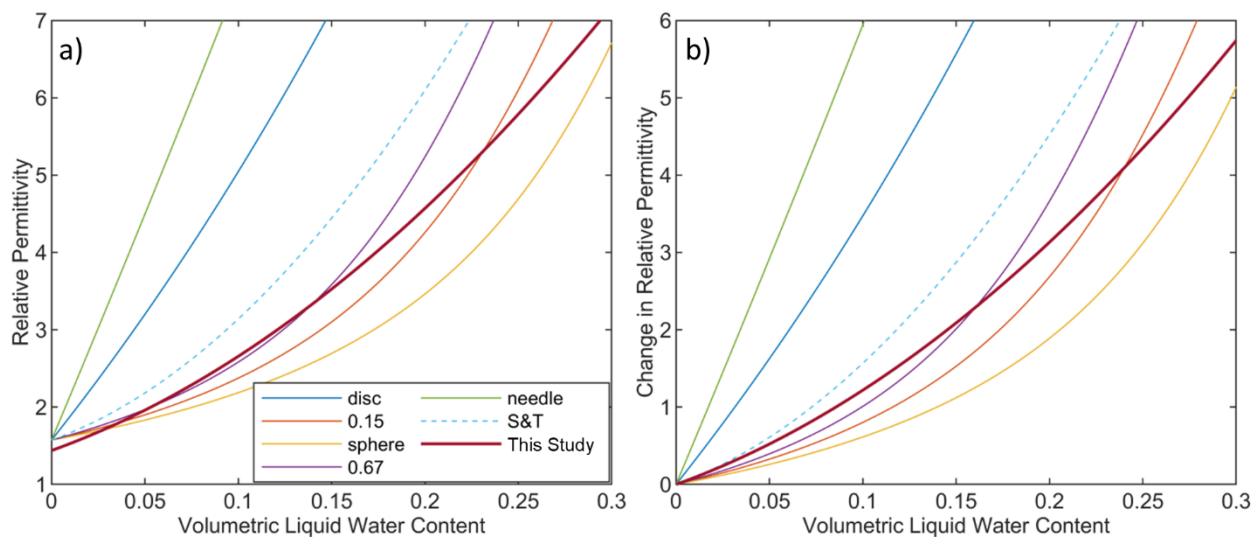 a)
7
6
5
4
3
2
1
Relative Permittivity
disc
0.15
sphere
0.67
needle
S&T
This Study
0 0.05 0.1 0.15 0.2 0.25 0.3
Volumetric Liquid Water Content
b)
6
5
4
3
2
1
0
Change in Relative Permittivity
0 0.05 0.1 0.15 0.2 0.25 0.3
Volumetric Liquid Water Content